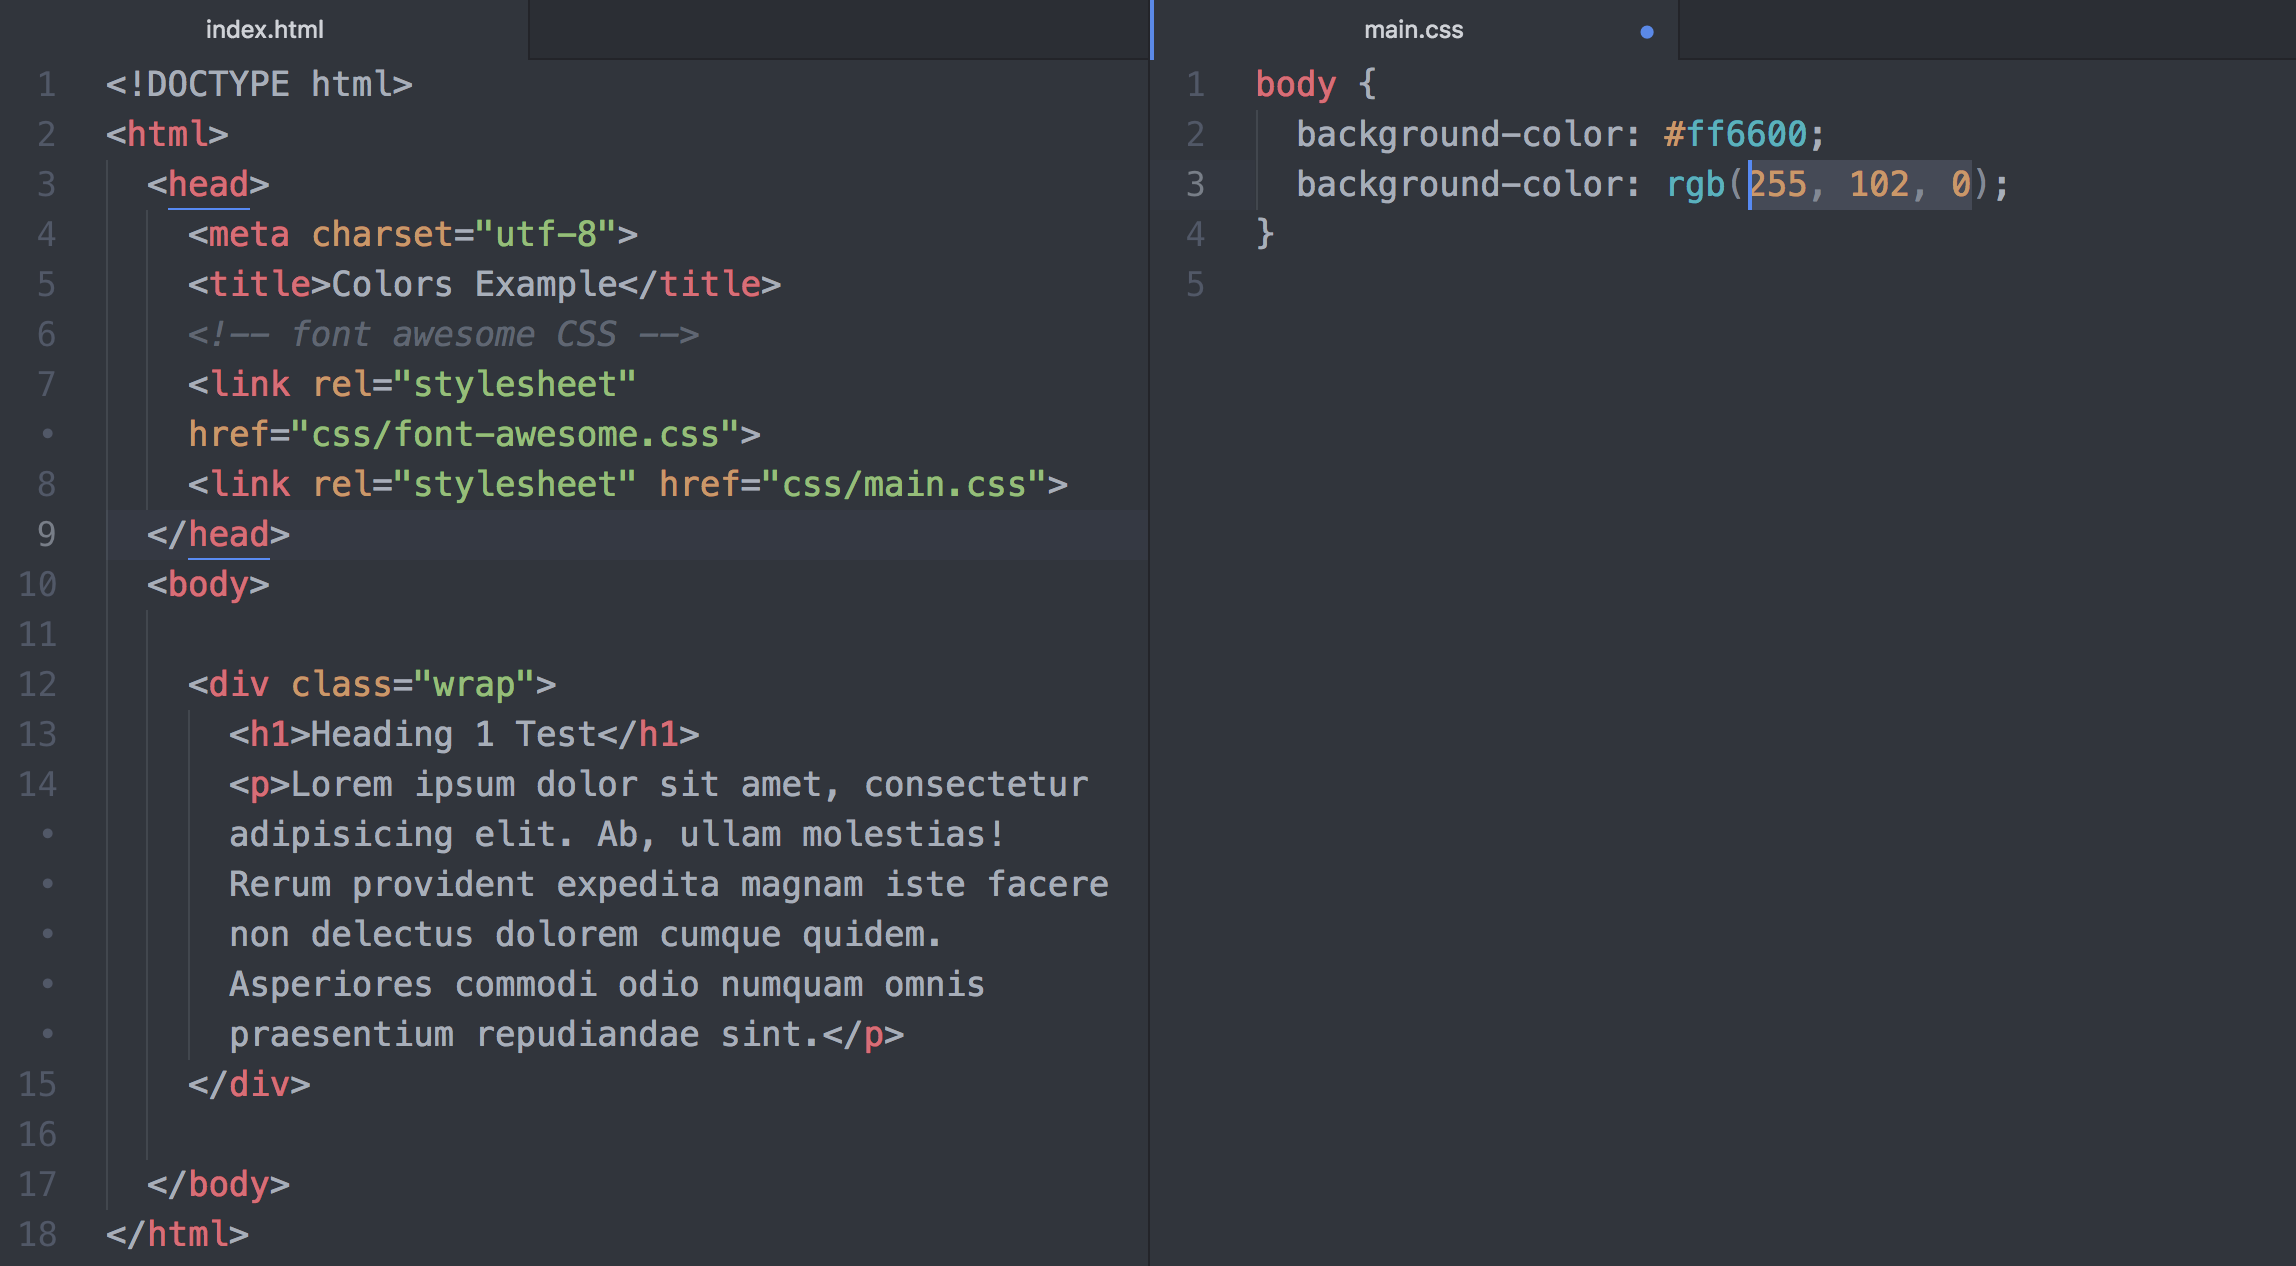 index.html
1 <!DOCTYPE html>
2 <html>
3   <head>
4     <meta charset="utf-8">
5     <title>Colors Example</title>
6     <!-- font awesome CSS -->
7     <link rel="stylesheet"
•     href="css/font-awesome.css">
8     <link rel="stylesheet" href="css/main.css">
9   </head>
10   <body>
11
12     <div class="wrap">
13       <h1>Heading 1 Test</h1>
14       <p>Lorem ipsum dolor sit amet, consectetur
•       adipisicing elit. Ab, ullam molestias!
•       Rerum provident expedita magnam iste facere
•       non delectus dolorem cumque quidem.
•       Asperiores commodi odio numquam omnis
•       praesentium repudiandae sint.</p>
15     </div>
16
17   </body>
18 </html>
main.css
1 body {
2   background-color: #ff6600;
3   background-color: rgb(255, 102, 0);
4 }
5